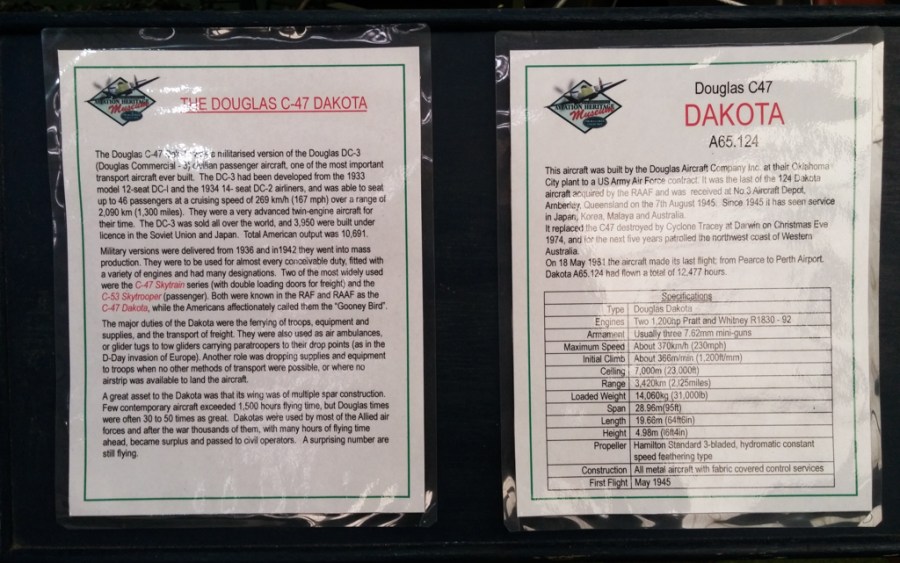 AVIATION HERITAGE
Museum
THE DOUGLAS C-47 DAKOTA
The Douglas C-47 militarised version of the Douglas DC-3
(Douglas Commercial - 3) civilian passenger aircraft, one of the most important
transport aircraft ever built. The DC-3 had been developed from the 1933
model 12-seat DC-I and the 1934 14- seat DC-2 airliners, and was able to seat
up to 46 passengers at a cruising speed of 269 km/h (167 mph) over a range of
2,090 km (1,300 miles). They were a very advanced twin-engine aircraft for
their time. The DC-3 was sold all over the world, and 3,950 were built under
licence in the Soviet Union and Japan. Total American output was 10,691.
Military versions were delivered from 1936 and in1942 they went into mass
production. They were to be used for almost every conceivable duty, fitted with
a variety of engines and had many designations. Two of the most widely used
were the C-47 Skytrain series (with double loading doors for freight) and the
C-53 Skytrooper (passenger). Both were known in the RAF and RAAF as the
C-47 Dakota, while the Americans affectionately called them the "Gooney Bird".
The major duties of the Dakota were the ferrying of troops, equipment and
supplies, and the transport of freight. They were also used as air ambulances,
or glider tugs to tow gliders carrying paratroopers to their drop points (as in the
D-Day invasion of Europe). Another role was dropping supplies and equipment
to troops when no other methods of transport were possible, or where no
airstrip was available to land the aircraft.
A great asset to the Dakota was that its wing was of multiple spar construction.
Few contemporary aircraft exceeded 1,500 hours flying time, but Douglas times
were often 30 to 50 times as great. Dakotas were used by most of the Allied air
forces and after the war thousands of them, with many hours of flying time
ahead, became surplus and passed to civil operators. A surprising number are
still flying.
AVIATION HERITAGE
Museum
Douglas C47
DAKOTA
A65.124
This aircraft was built by the Douglas Aircraft Company Inc. at their Oklahoma
City plant to a US Army Air Force contract. It was the last of the 124 Dakota
aircraft acquired by the RAAF and was received at No.3 Aircraft Depot,
Amberley, Queensland on the 7th August 1945. Since 1945 it has seen service
in Japan, Korea, Malaya and Australia.
It replaced the C47 destroyed by Cyclone Tracey at Darwin on Christmas Eve
1974, and for the next five years patrolled the northwest coast of Western
Australia.
On 18 May 1981 the aircraft made its last flight; from Pearce to Perth Airport.
Dakota A65.124 had flown a total of 12,477 hours.
Specifications
Type Douglas Dakota
Engines Two 1,200hp Pratt and Whitney R1830 - 92
Armament Usually three 7.62mm mini-guns
Maximum Speed About 370km/h (230mph)
Initial Climb About 366m/min (1,200ft/mm)
Ceiling 7,000m (23,000ft)
Range 3,420km (2,125miles)
Loaded Weight 14,060kg (31,000lb)
Span 28.96m(95ft)
Length 19.66m (64ft6in)
Height 4.98m (l6ft4in)
Propeller Hamilton Standard 3-bladed, hydromatic constant
speed feathering type
Construction All metal aircraft with fabric covered control services
First Flight May 1945